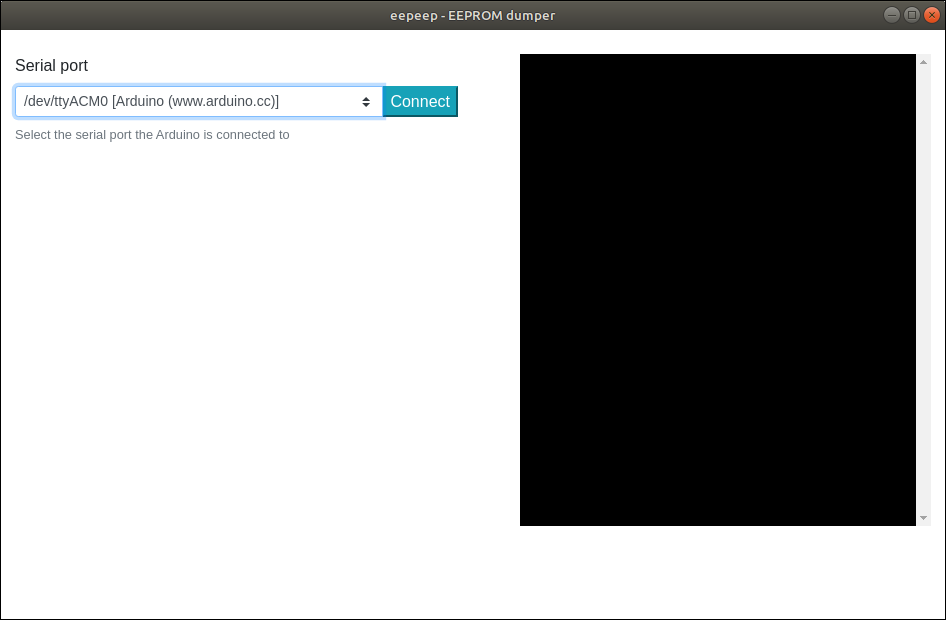 eepeep - EEPROM dumper
Serial port
/dev/ttyACM0 [Arduino (www.arduino.cc)]
Connect
Select the serial port the Arduino is connected to